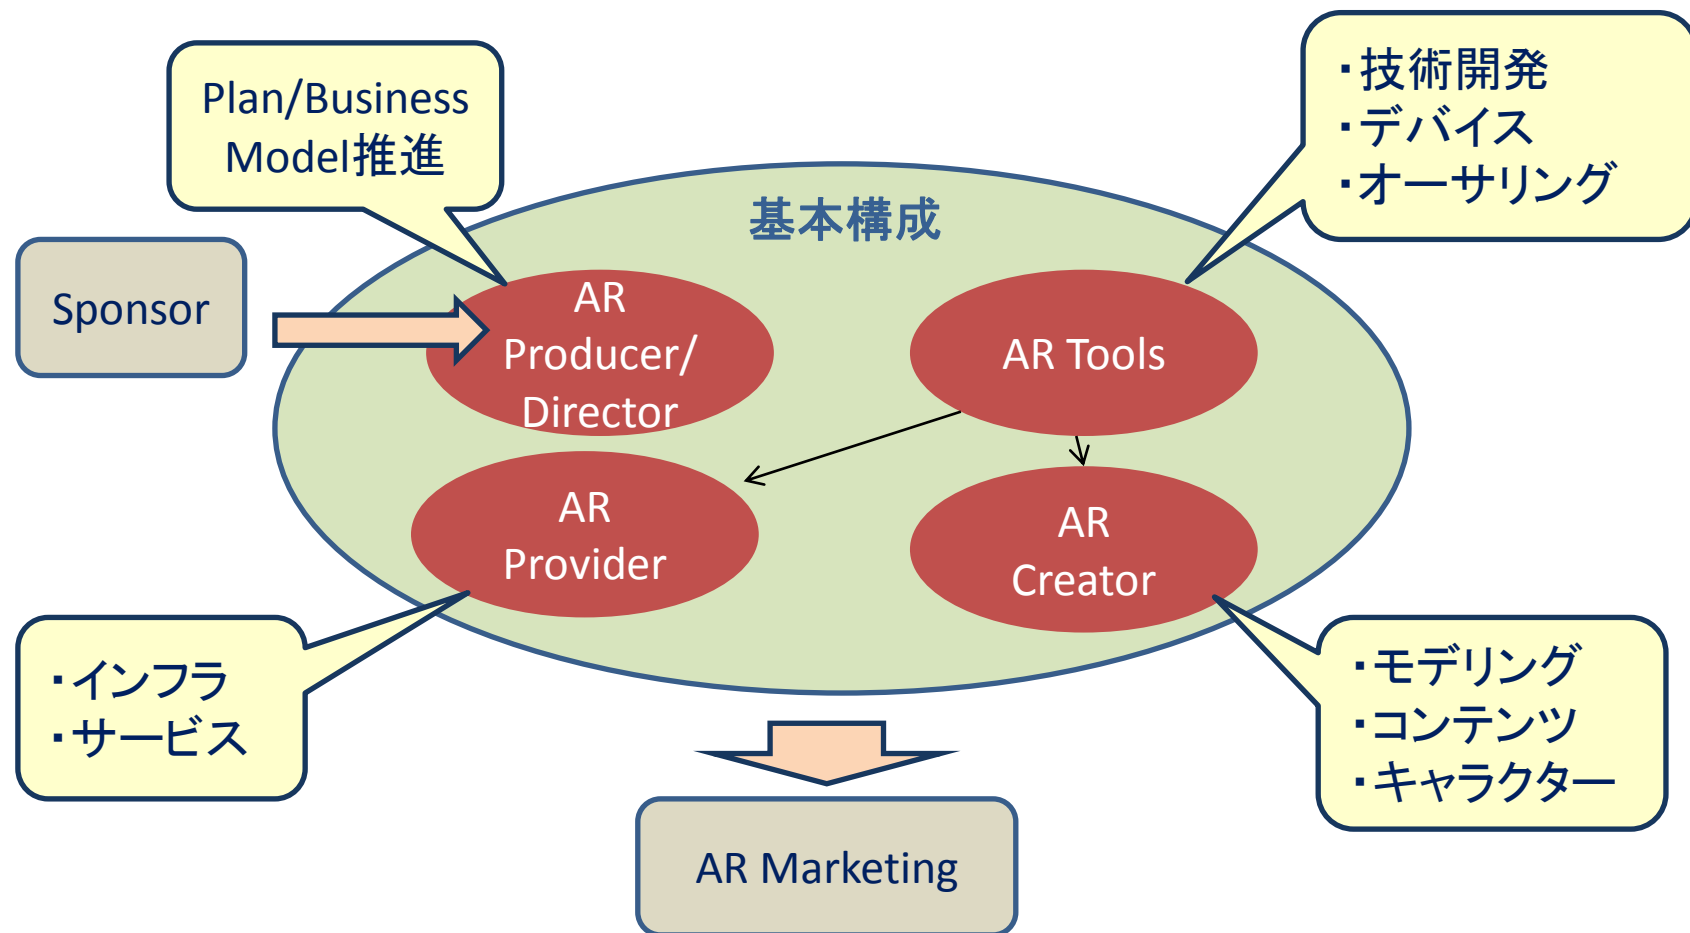 Plan/Business
Model推進
・技術開発
・デバイス
・オーサリング
基本構成
Sponsor
AR
Producer/
Director
AR Tools
AR
Provider
AR
Creator
・インフラ
・サービス
・モデリング
・コンテンツ
・キャラクター
AR Marketing